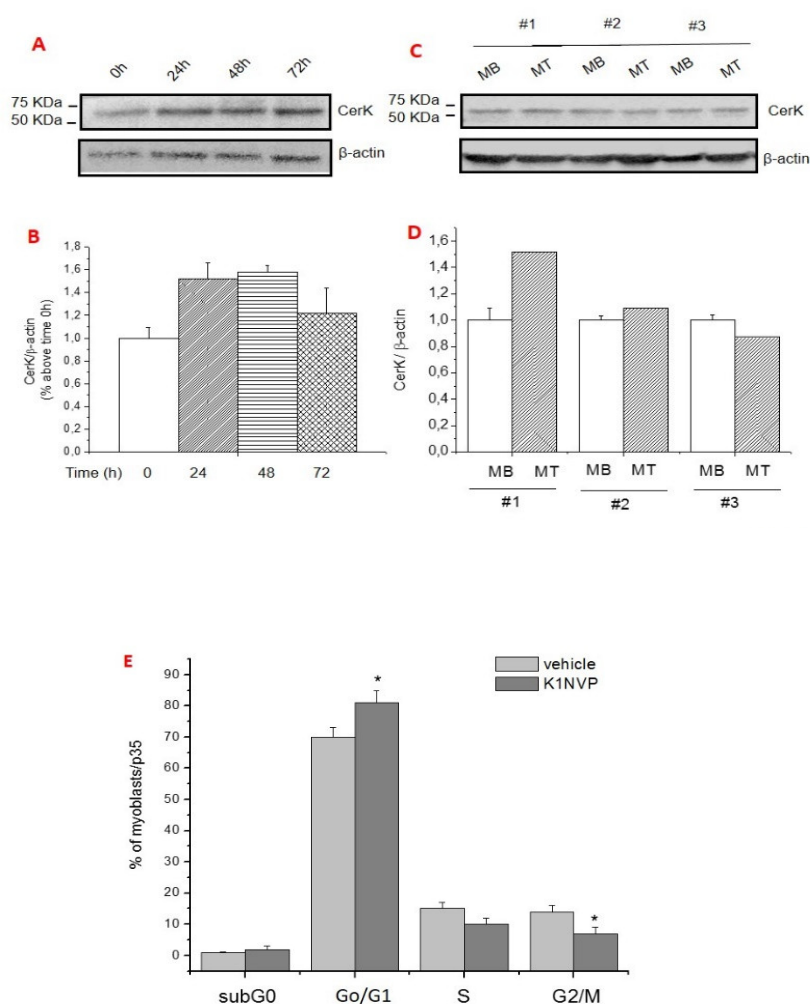 A
0h 24h 48h 72h
75 KDa
50 KDa
CerK
β-actin
C
#1 #2 #3
MB MT MB MT MB MT
75 KDa
50 KDa
CerK
β-actin
B
CerK/β-actin
(% above time 0h)
1,8
1,6
1,4
1,2
1,0
0,8
0,6
0,4
0,2
0,0
Time (h) 0 24 48 72
D
CerK/ β-actin
1,6
1,4
1,2
1,0
0,8
0,6
0,4
0,2
0,0
MB MT MB MT MB MT
#1 #2 #3
E
% of myoblasts/p35
90
80
70
60
50
40
30
20
10
0
*
*
vehicle
K1NVP
subG0 Go/G1 S G2/M